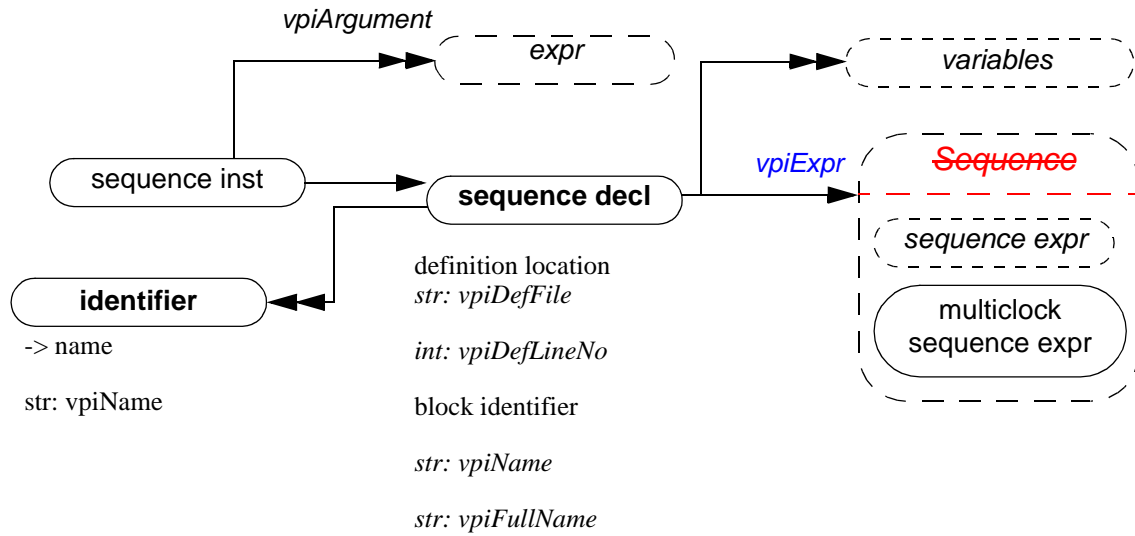 vpiArgument
expr
variables
sequence inst
vpiExpr
Sequence
sequence decl
sequence expr
identifier
multiclock
sequence expr
-> name
str: vpiName
definition location
str: vpiDefFile
int: vpiDefLineNo
block identifier
str: vpiName
str: vpiFullName